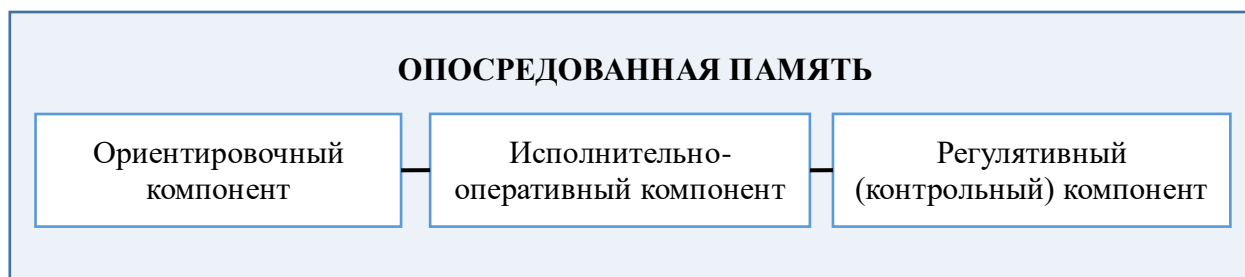 ОПОСРЕДОВАННАЯ ПАМЯТЬ
Ориентировочный
компонент
Исполнительно-
оперативный компонент
Регулятивный
(контрольный) компонент